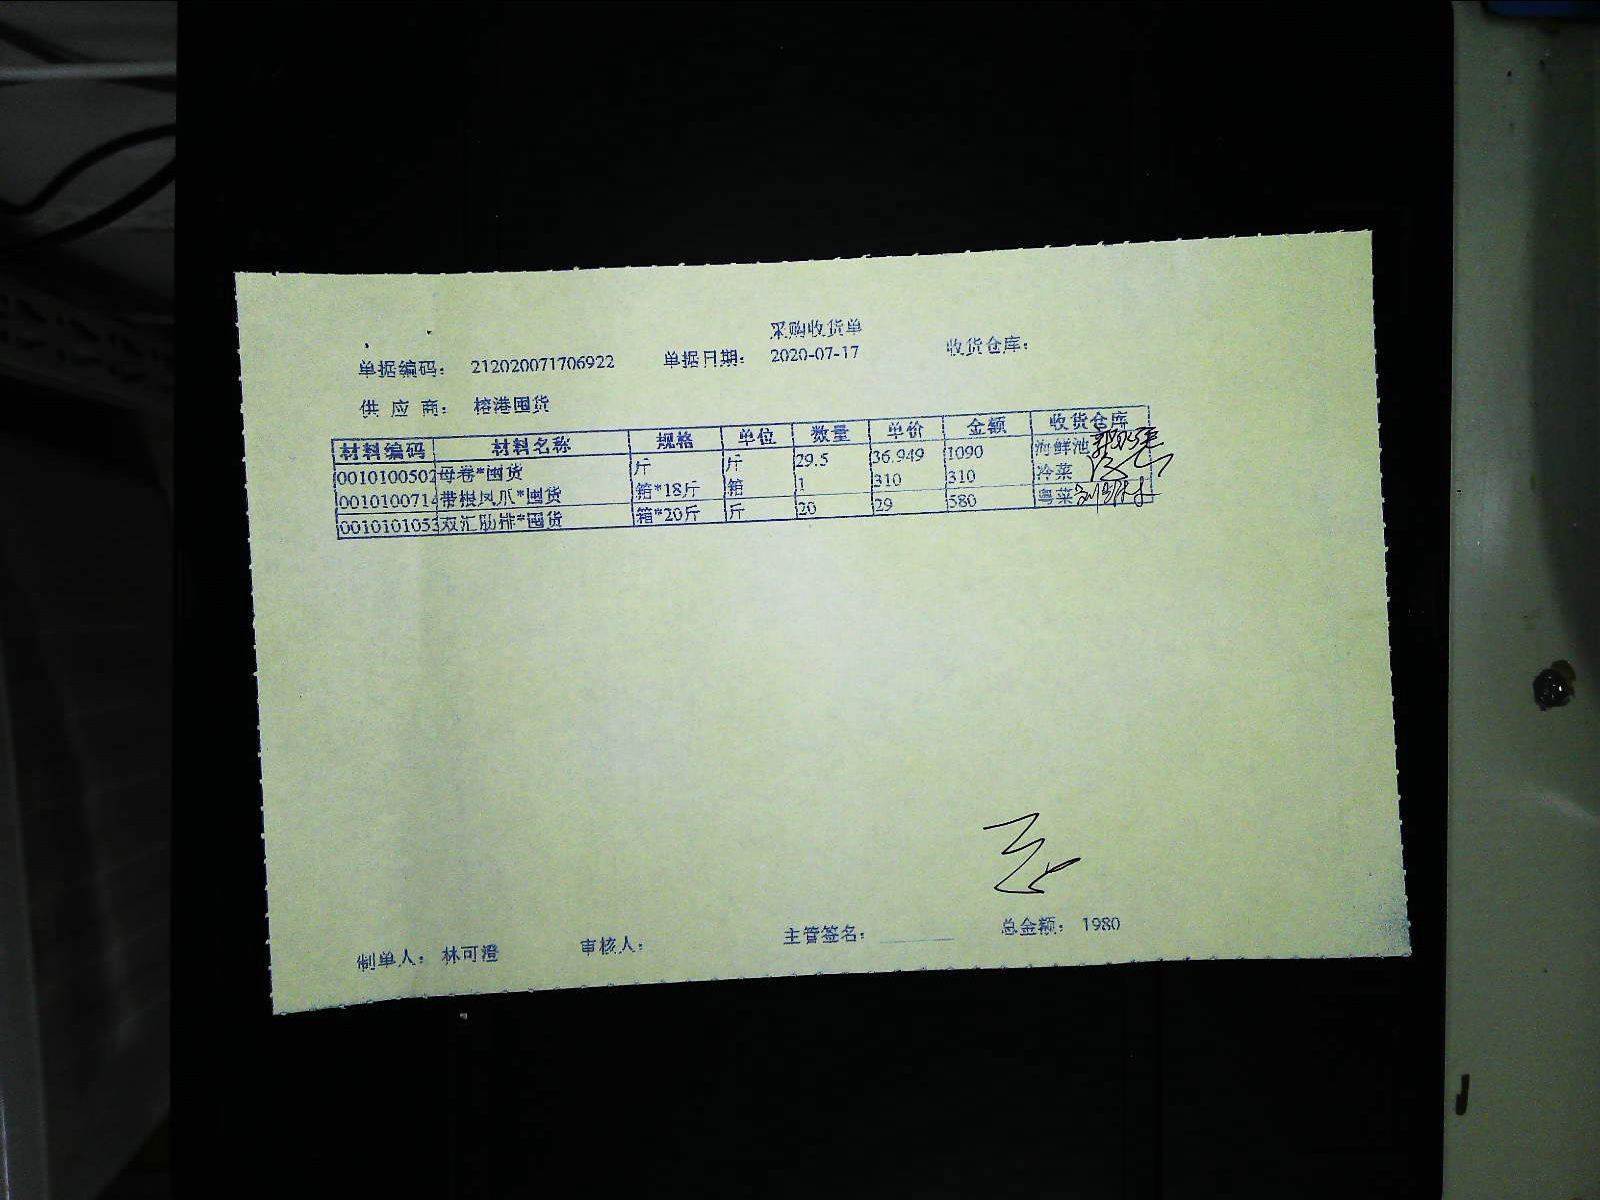 采购收货单
单据编码： 212020071706922 单据日期： 2020-07-17 收货仓库：
供 应 商： 榕港囤货
材料编码 材料名称 规格 单位 数量 单价 金额 收货仓库
0010100502 母卷*囤货 斤 斤 29.5 36.949 1090 海鲜池
0010100714 带根凤爪*囤货 箱*18斤 箱 1 310 310 冷菜
0010101053 双汇肋排*囤货 箱*20斤 斤 20 29 580 粤菜
制单人： 林可澄 审核人： 主管签名： 总金额： 1980